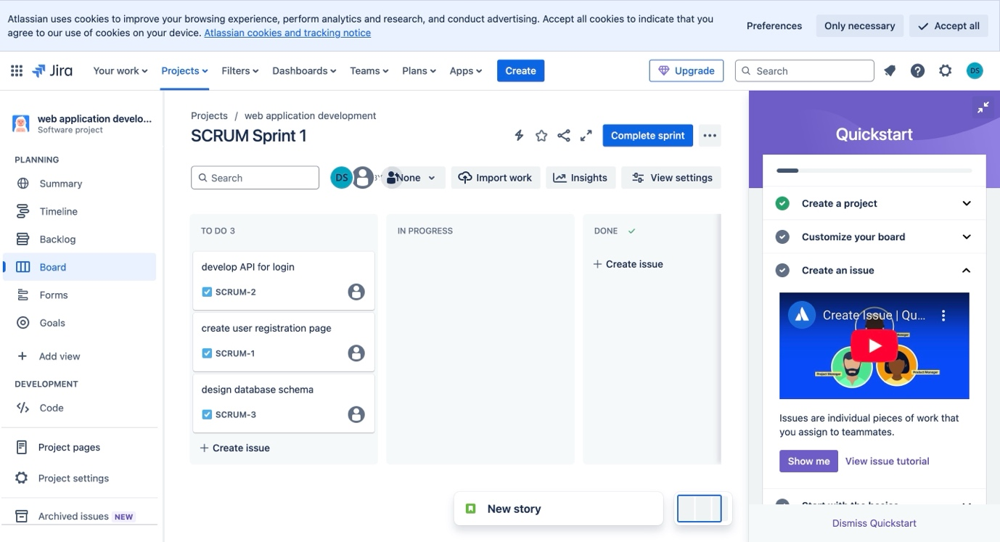 Atlassian uses cookies to improve your browsing experience, perform analytics and research, and conduct advertising. Accept all cookies to indicate that you
agree to our use of cookies on your device. Atlassian cookies and tracking notice
Preferences
Only necessary
Accept all
Jira
Your work
Projects
Filters
Dashboards
Teams
Plans
Apps
Create
Upgrade
Search
DS
web application develo...
Software project
PLANNING
Summary
Timeline
Backlog
Board
Forms
Goals
Add view
DEVELOPMENT
Code
Project pages
Project settings
Archived issues NEW
Projects / web application development
SCRUM Sprint 1
Complete sprint
Search
DS
None
Import work
Insights
View settings
TO DO 3
develop API for login
SCRUM-2
create user registration page
SCRUM-1
design database schema
SCRUM-3
+ Create issue
IN PROGRESS
DONE
+ Create issue
New story
Quickstart
Create a project
Customize your board
Create an issue
Create Issue | Qu...
Project Manager
Product Manager
Issues are individual pieces of work that
you assign to teammates.
Show me
View issue tutorial
Dismiss Quickstart